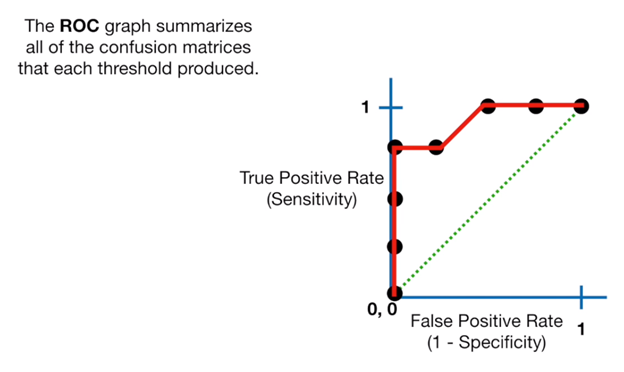 The ROC graph summarizes
all of the confusion matrices
that each threshold produced.
1
True Positive Rate
(Sensitivity)
0, 0
False Positive Rate
(1 - Specificity)
1